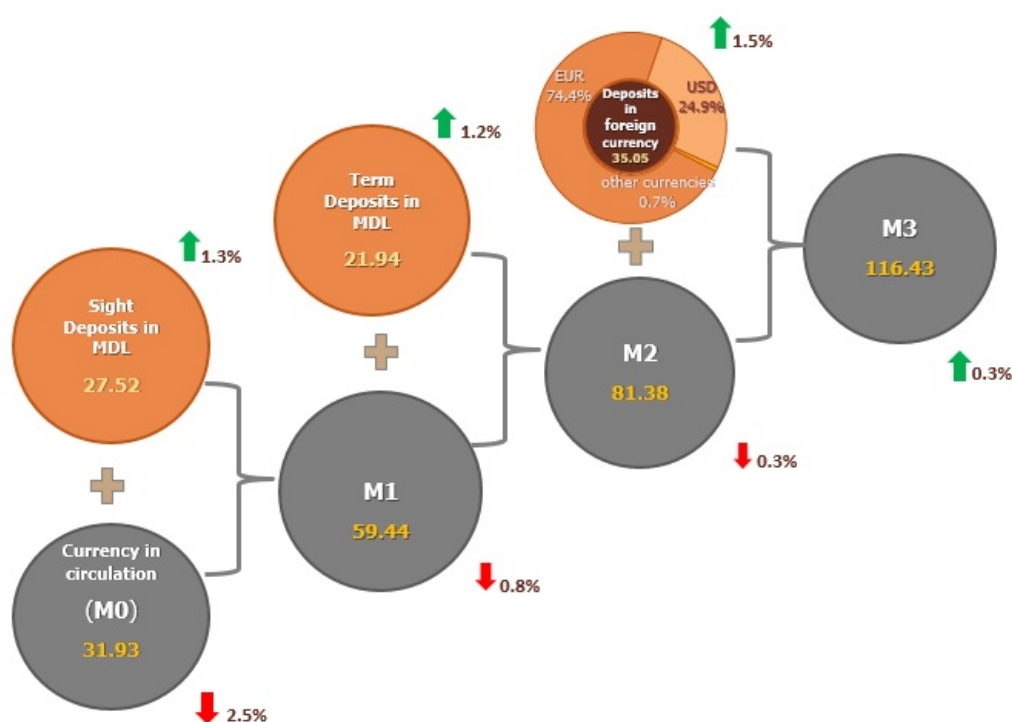 1.5%
EUR
74.4%
USD
24.9%
Deposits
in
foreign
currency
35.05
other currencies
0.7%
1.2%
Term
Deposits in
MDL
21.94
M3
116.43
0.3%
1.3%
Sight
Deposits in
MDL
27.52
M2
81.38
0.3%
M1
59.44
0.8%
Currency in
circulation
(M0)
31.93
2.5%